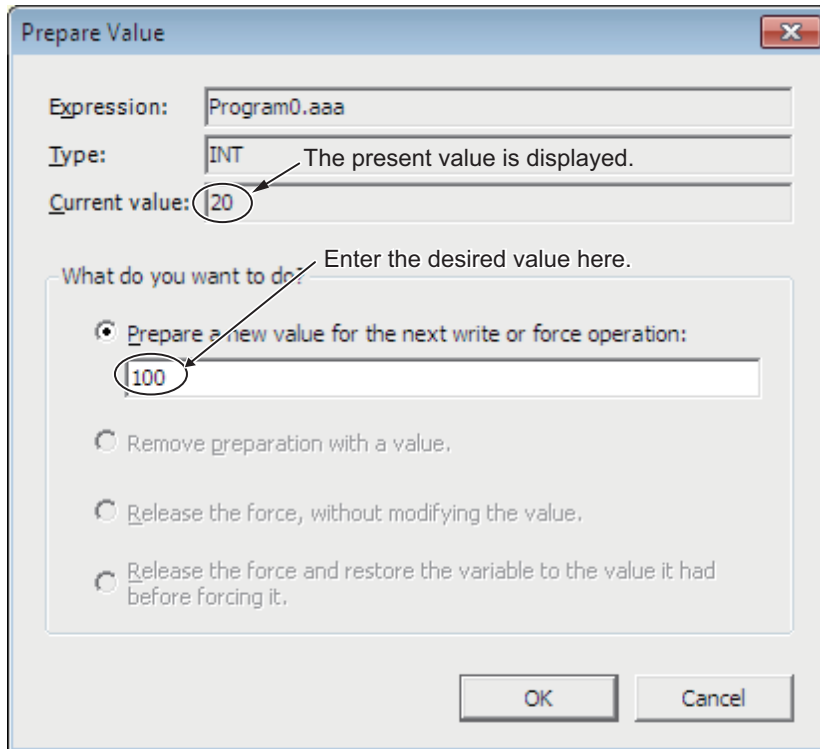 Prepare Value
Expression: Program0.aaa
Type: INT
The present value is displayed.
Current value: 20
Enter the desired value here.
What do you want to do?
Prepare a new value for the next write or force operation:
100
Remove preparation with a value.
Release the force, without modifying the value.
Release the force and restore the variable to the value it had
before forcing it.
OK Cancel